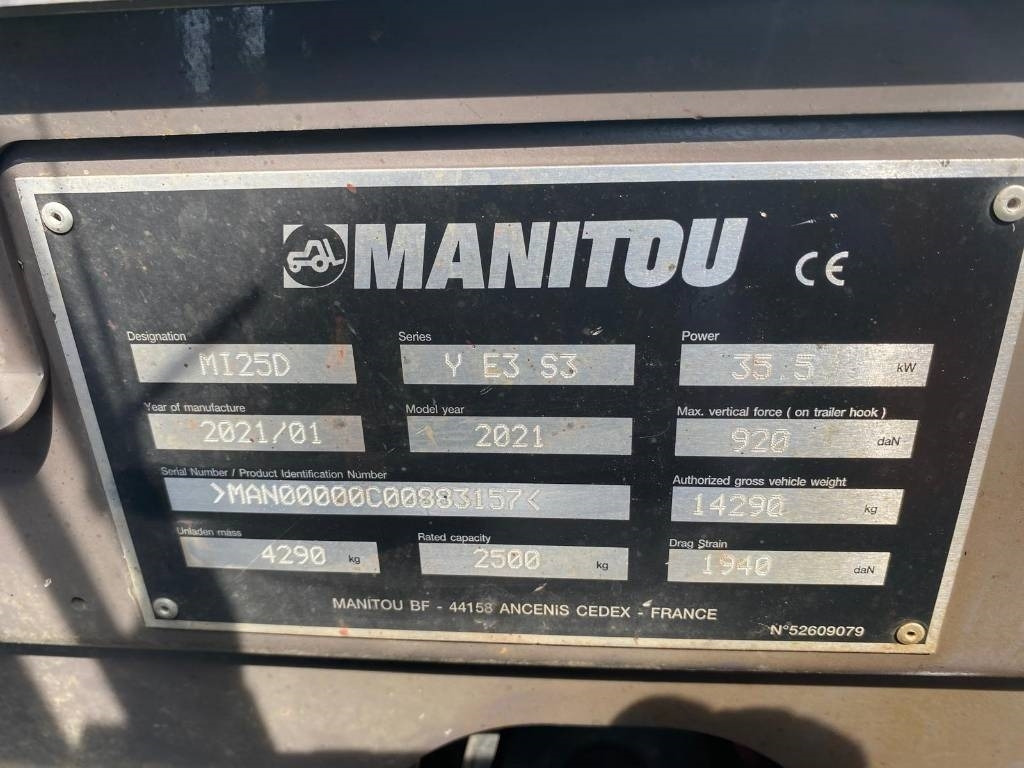 MANITOU CE
Designation Series Power
MI25D Y E3 S3 35.5 kW
Year of manufacture Model year Max. vertical force ( on trailer hook )
2021/01 2021 920 daN
Serial Number / Product Identification Number Authorized gross vehicle weight
>MAN00000C00883157< 14290 kg
Unladen mass Rated capacity Drag Strain
4290 kg 2500 kg 1940 daN
MANITOU BF - 44158 ANCENiS CEDEX - FRANCE
N°52609079